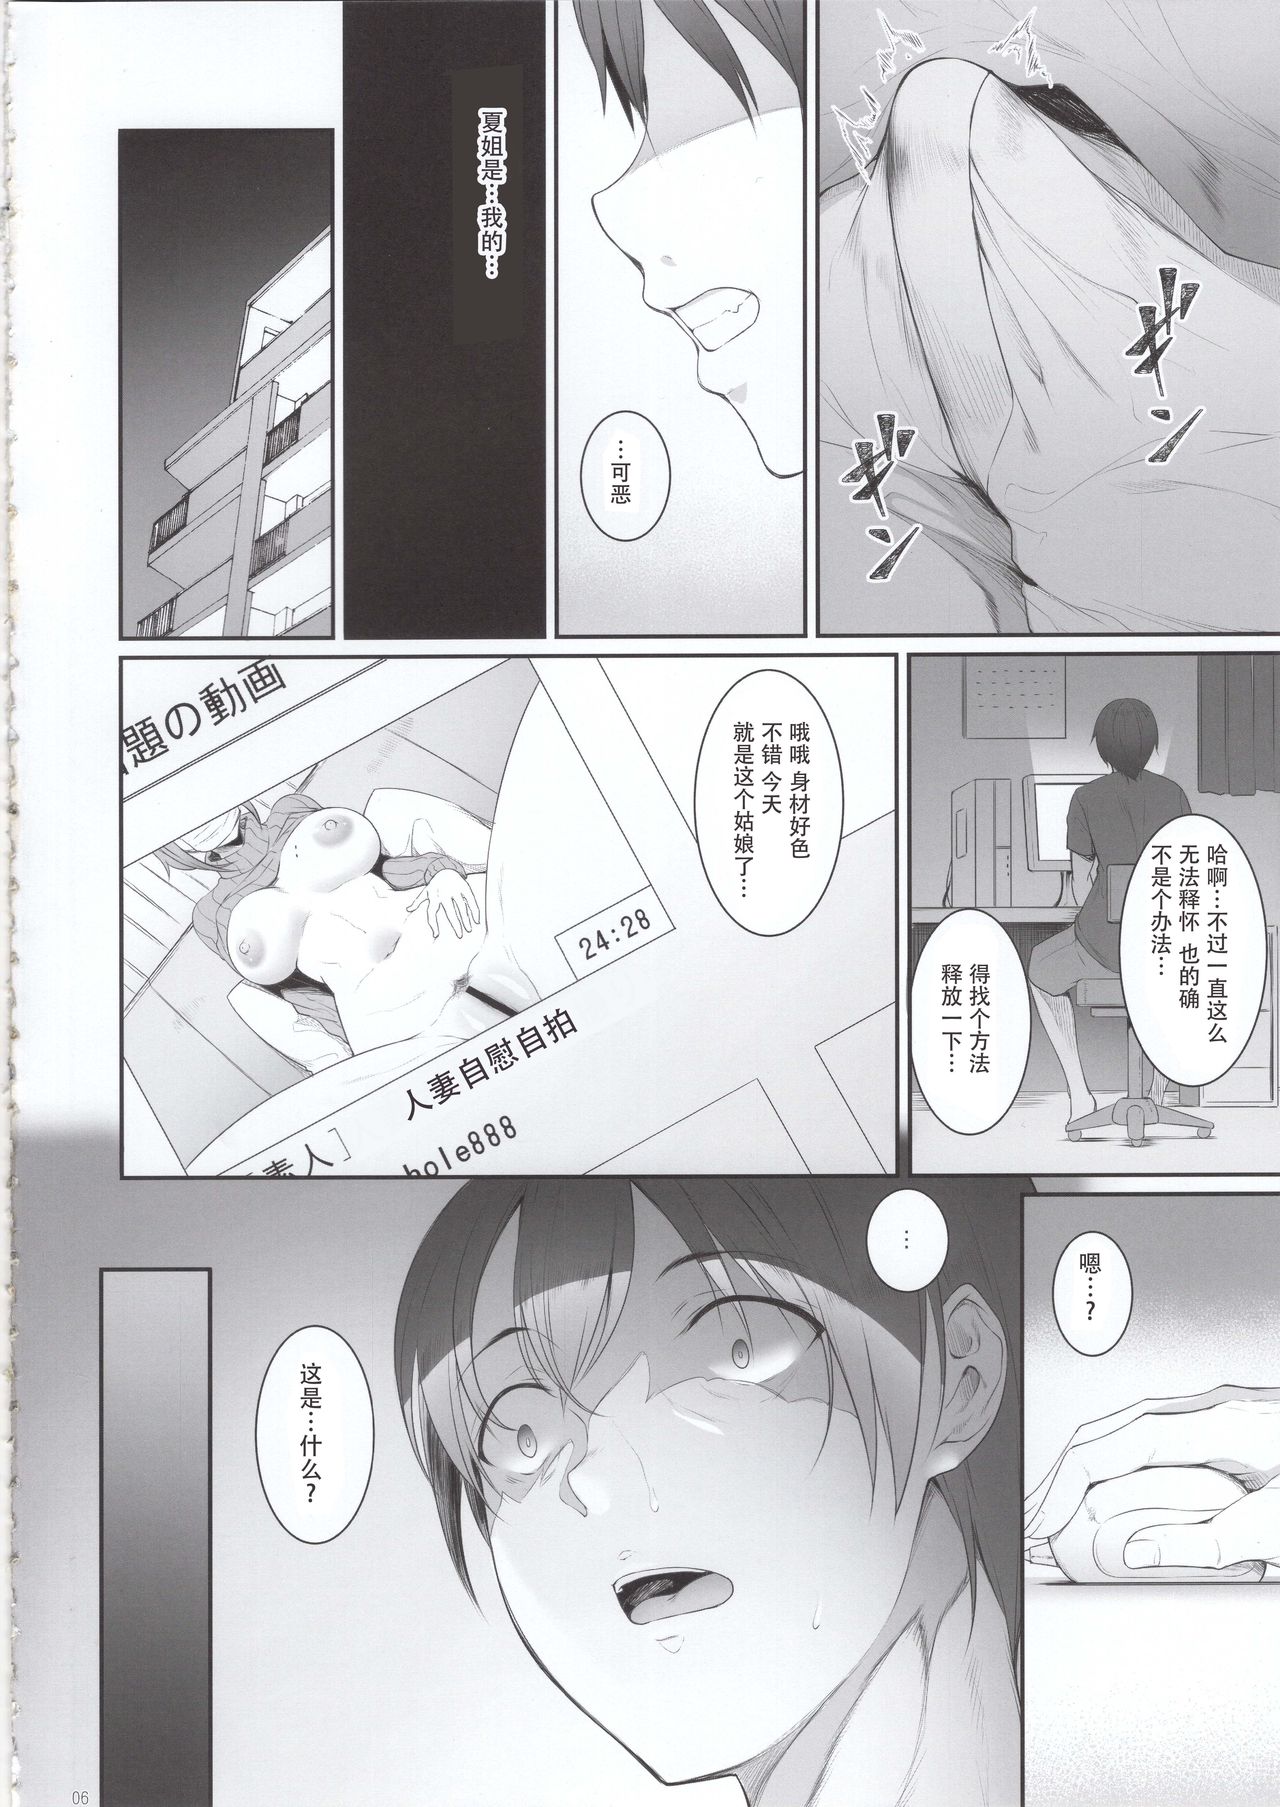 ギ
ン
ギ
ン
…可恶
夏姐是…我的…
哈啊…不过一直这么
无法释怀 也的确
不是个办法…
得找个方法
释放一下…
哦哦 身材好色
不错 今天
就是这个姑娘了…
題の動画
24:28
人妻自慰自拍
素人]
hole888
嗯…?
…
这是…什么?
06